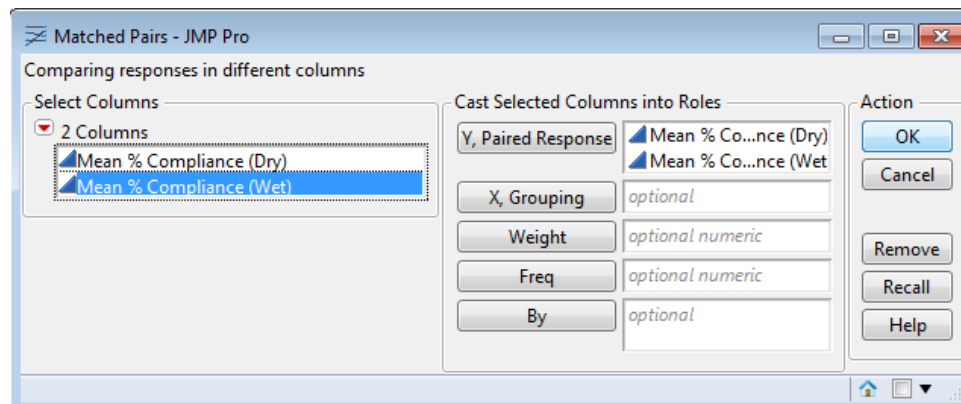 Matched Pairs - JMP Pro
Comparing responses in different columns
Select Columns
2 Columns
Mean % Compliance (Dry)
Mean % Compliance (Wet)
Cast Selected Columns into Roles
Y, Paired Response
Mean % Co...nce (Dry)
Mean % Co...nce (Wet
X, Grouping
optional
Weight
optional numeric
Freq
optional numeric
By
optional
Action
OK
Cancel
Remove
Recall
Help